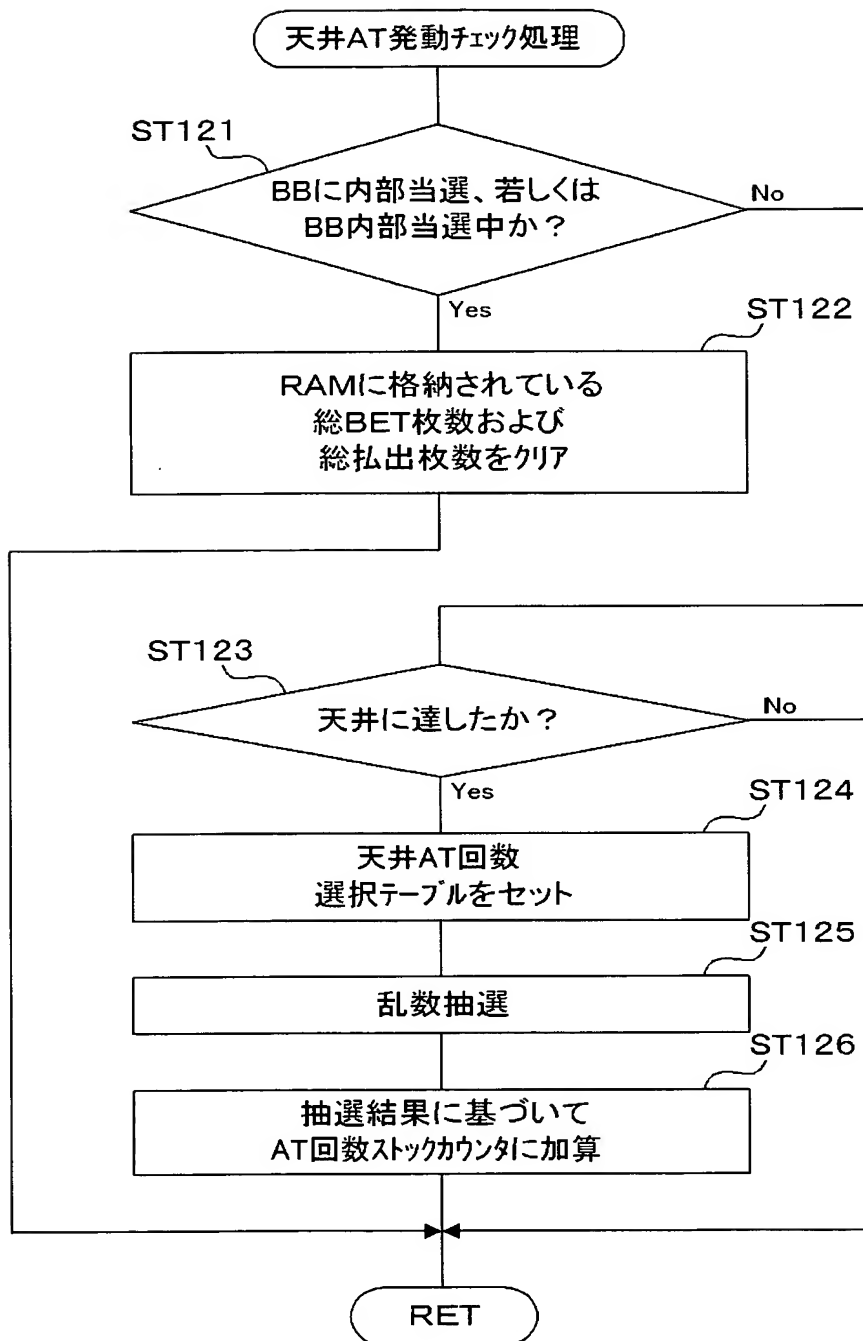 天井AT発動チェック処理
ST121
BBに内部当選、若しくは
BB内部当選中か？
No
Yes
ST122
RAMに格納されている
総BET枚数および
総払出枚数をクリア
ST123
天井に達したか？
No
Yes
ST124
天井AT回数
選択テーブルをセット
ST125
乱数抽選
ST126
抽選結果に基づいて
AT回数ストックカウンタに加算
RET